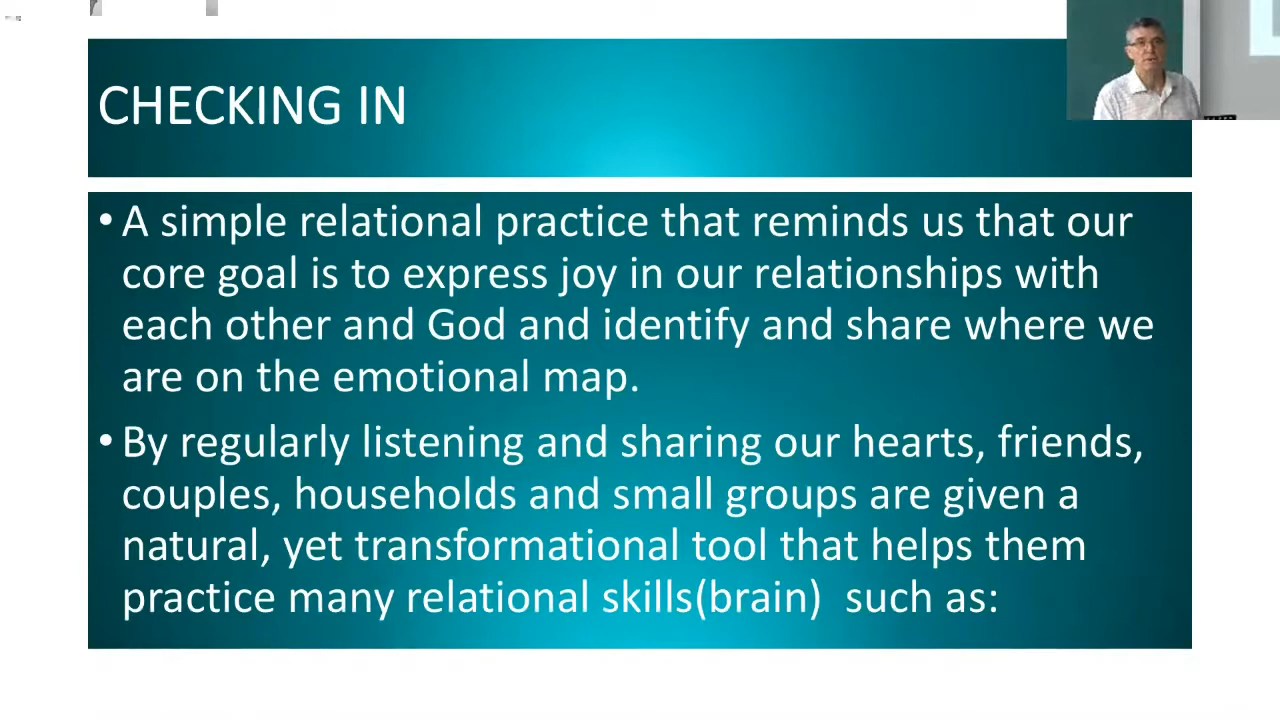 CHECKING IN
• A simple relational practice that reminds us that our
core goal is to express joy in our relationships with
each other and God and identify and share where we
are on the emotional map.
• By regularly listening and sharing our hearts, friends,
couples, households and small groups are given a
natural, yet transformational tool that helps them
practice many relational skills(brain)  such as: